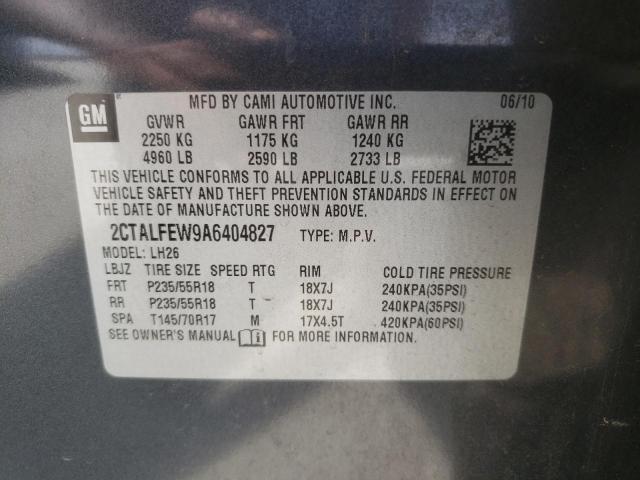 GM
MFD BY CAMI AUTOMOTIVE INC. 06/10
GVWR GAWR FRT GAWR RR
2250 KG 1175 KG 1240 KG
4960 LB 2590 LB 2733 LB
THIS VEHICLE CONFORMS TO ALL APPLICABLE U.S. FEDERAL MOTOR
VEHICLE SAFETY AND THEFT PREVENTION STANDARDS IN EFFECT ON
THE DATE OF MANUFACTURE SHOWN ABOVE.
2CTALFEW9A6404827 TYPE: M.P.V.
MODEL: LH26
LBJZ TIRE SIZE SPEED RTG RIM COLD TIRE PRESSURE
FRT P235/55R18 T 18X7J 240KPA(35PSI)
RR P235/55R18 T 18X7J 240KPA(35PSI)
SPA T145/70R17 M 17X4.5T 420KPA(60PSI)
SEE OWNER'S MANUAL i FOR MORE INFORMATION.